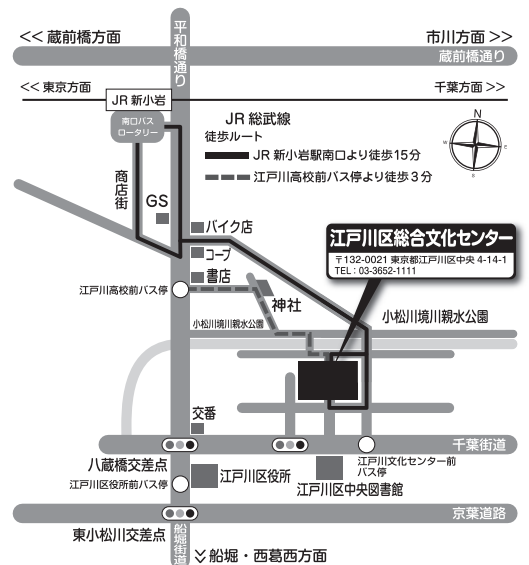 << 蔵前橋方面
平和橋通り
市川方面 >>
蔵前橋通り
<< 東京方面
JR 新小岩
千葉方面 >>
南口バス
ロータリー
JR 総武線
徒歩ルート
JR 新小岩駅南口より徒歩15分
江戸川高校前バス停より徒歩3分
N
W
E
S
商店街
GS
バイク店
コープ
書店
江戸川区総合文化センター
〒132-0021 東京都江戸川区中央 4-14-1
TEL : 03-3652-1111
江戸川高校前バス停
神社
小松川境川親水公園
小松川境川親水公園
交番
千葉街道
八蔵橋交差点
江戸川区役所
江戸川文化センター前
バス停
江戸川区役所前バス停
江戸川区中央図書館
京葉道路
東小松川交差点
船堀街道
船堀・西葛西方面